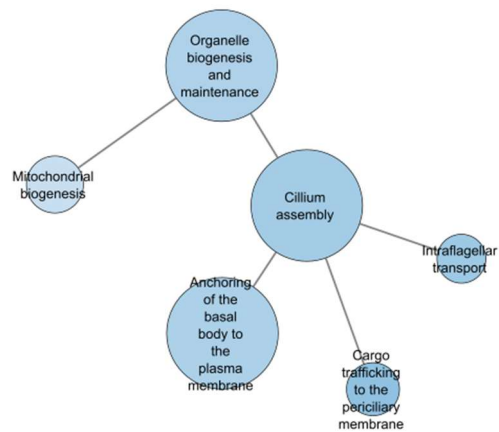 Organelle
biogenesis
and
maintenance
Mitochondrial
biogenesis
Cillium
assembly
Intraflagellar
transport
Anchoring
of the
basal
body to
the
plasma
membrane
Cargo
trafficking
to the
periciliary
membrane